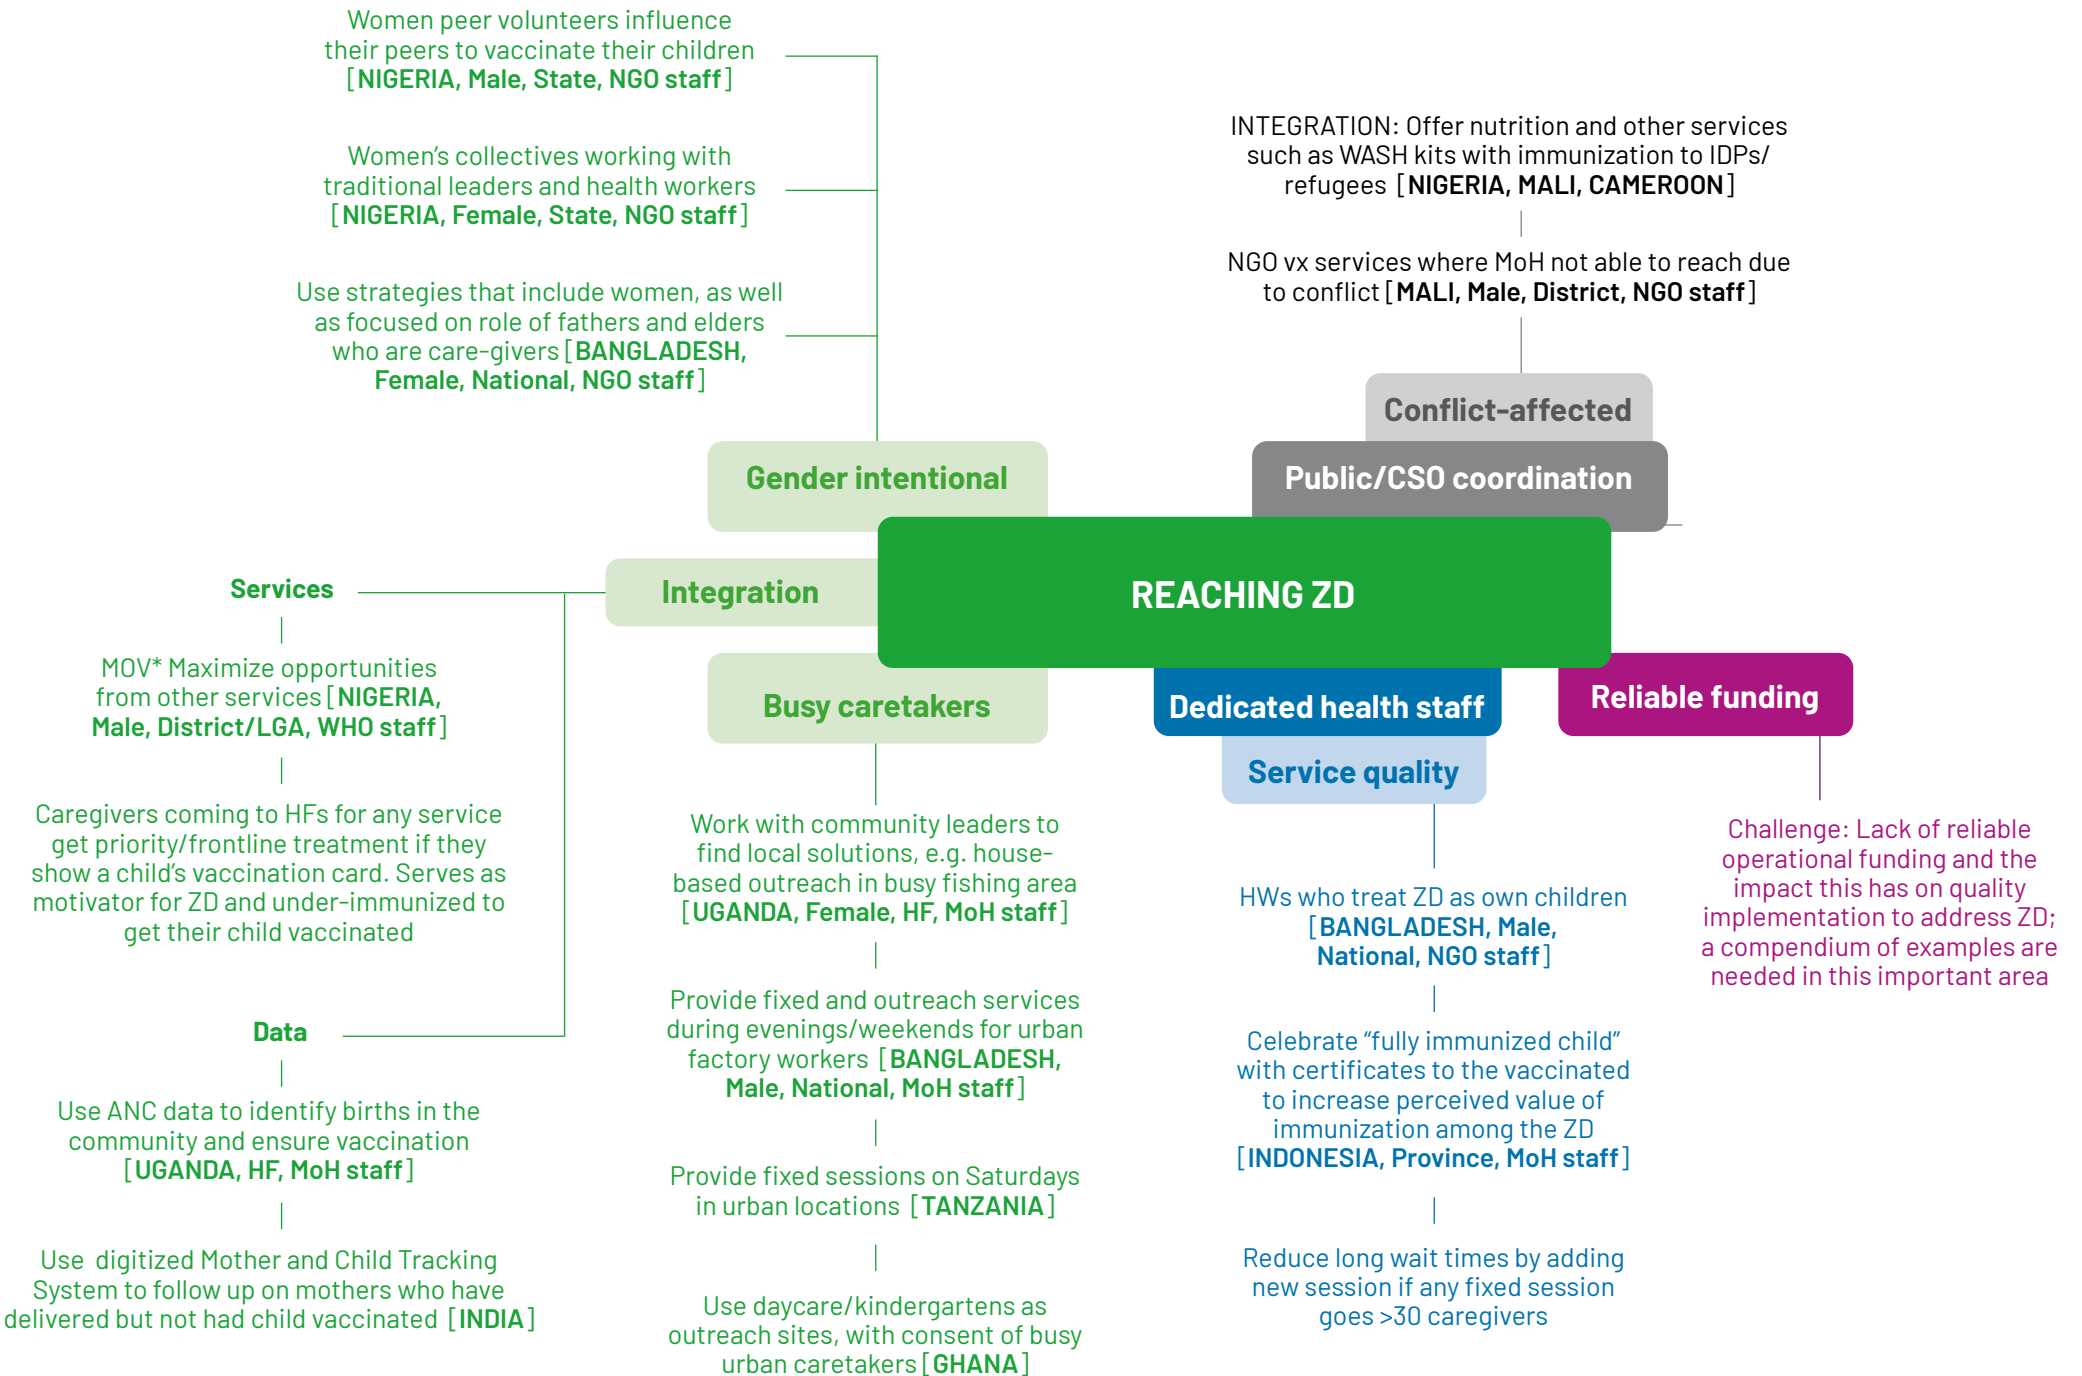 Women peer volunteers influence
their peers to vaccinate their children
[NIGERIA, Male, State, NGO staff]
Women’s collectives working with
traditional leaders and health workers
[NIGERIA, Female, State, NGO staff]
Use strategies that include women, as well
as focused on role of fathers and elders
who are care-givers [BANGLADESH,
Female, National, NGO staff]
Gender intentional
INTEGRATION: Offer nutrition and other services
such as WASH kits with immunization to IDPs/
refugees [NIGERIA, MALI, CAMEROON]
NGO vx services where MoH not able to reach due
to conflict [MALI, Male, District, NGO staff]
Conflict-affected
Public/CSO coordination
REACHING ZD
Integration
Services
MOV* Maximize opportunities
from other services [NIGERIA,
Male, District/LGA, WHO staff]
Caregivers coming to HFs for any service
get priority/frontline treatment if they
show a child’s vaccination card. Serves as
motivator for ZD and under-immunized to
get their child vaccinated
Data
Use ANC data to identify births in the
community and ensure vaccination
[UGANDA, HF, MoH staff]
Use digitized Mother and Child Tracking
System to follow up on mothers who have
delivered but not had child vaccinated [INDIA]
Busy caretakers
Work with community leaders to
find local solutions, e.g. house-
based outreach in busy fishing area
[UGANDA, Female, HF, MoH staff]
Provide fixed and outreach services
during evenings/weekends for urban
factory workers [BANGLADESH,
Male, National, MoH staff]
Provide fixed sessions on Saturdays
in urban locations [TANZANIA]
Use daycare/kindergartens as
outreach sites, with consent of busy
urban caretakers [GHANA]
Dedicated health staff
Service quality
HWs who treat ZD as own children
[BANGLADESH, Male,
National, NGO staff]
Celebrate “fully immunized child”
with certificates to the vaccinated
to increase perceived value of
immunization among the ZD
[INDONESIA, Province, MoH staff]
Reduce long wait times by adding
new session if any fixed session
goes >30 caregivers
Reliable funding
Challenge: Lack of reliable
operational funding and the
impact this has on quality
implementation to address ZD;
a compendium of examples are
needed in this important area